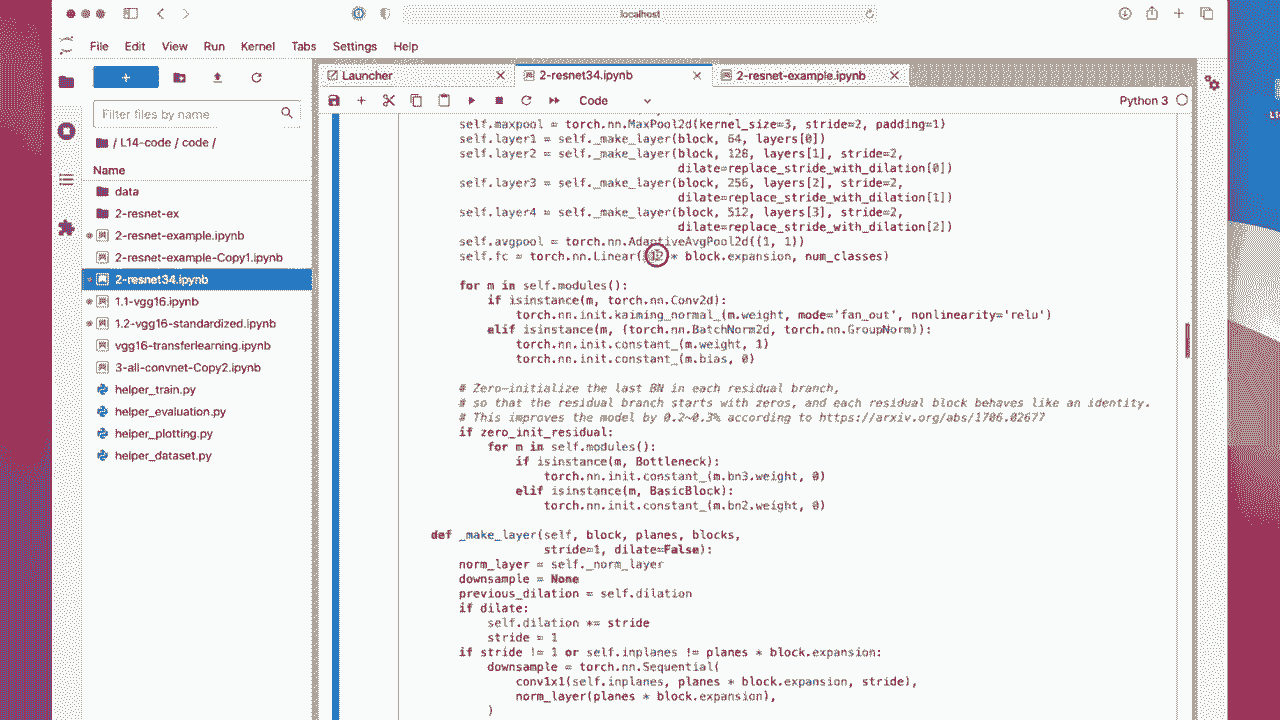 localhost
File Edit View Run Kernel Tabs Settings Help
Launcher
2-resnet34.ipynb
2-resnet-example.ipynb
Code
Python 3
Filter files by name
/ L14-code / code /
Name
data
2-resnet-ex
2-resnet-example.ipynb
2-resnet-example-Copy1.ipynb
2-resnet34.ipynb
1.1-vgg16.ipynb
1.2-vgg16-standardized.ipynb
vgg16-transferlearning.ipynb
3-all-convnet-Copy2.ipynb
helper_train.py
helper_evaluation.py
helper_plotting.py
helper_dataset.py
self.maxpool = torch.nn.MaxPool2d(kernel_size=3, stride=2, padding=1)
self.layer1 = self._make_layer(block, 64, layers[0])
self.layer2 = self._make_layer(block, 128, layers[1], stride=2,
dilate=replace_stride_with_dilation[0])
self.layer3 = self._make_layer(block, 256, layers[2], stride=2,
dilate=replace_stride_with_dilation[1])
self.layer4 = self._make_layer(block, 512, layers[3], stride=2,
dilate=replace_stride_with_dilation[2])
self.avgpool = torch.nn.AdaptiveAvgPool2d((1, 1))
self.fc = torch.nn.Linear(512 * block.expansion, num_classes)
for m in self.modules():
if isinstance(m, torch.nn.Conv2d):
torch.nn.init.kaiming_normal_(m.weight, mode='fan_out', nonlinearity='relu')
elif isinstance(m, (torch.nn.BatchNorm2d, torch.nn.GroupNorm)):
torch.nn.init.constant_(m.weight, 1)
torch.nn.init.constant_(m.bias, 0)
# Zero-initialize the last BN in each residual branch,
# so that the residual branch starts with zeros, and each residual block behaves like an identity.
# This improves the model by 0.2~0.3% according to https://arxiv.org/abs/1706.02677
if zero_init_residual:
for m in self.modules():
if isinstance(m, Bottleneck):
torch.nn.init.constant_(m.bn3.weight, 0)
elif isinstance(m, BasicBlock):
torch.nn.init.constant_(m.bn2.weight, 0)
def _make_layer(self, block, planes, blocks,
stride=1, dilate=False):
norm_layer = self._norm_layer
downsample = None
previous_dilation = self.dilation
if dilate:
self.dilation *= stride
stride = 1
if stride != 1 or self.inplanes != planes * block.expansion:
downsample = torch.nn.Sequential(
conv1x1(self.inplanes, planes * block.expansion, stride),
norm_layer(planes * block.expansion),
)